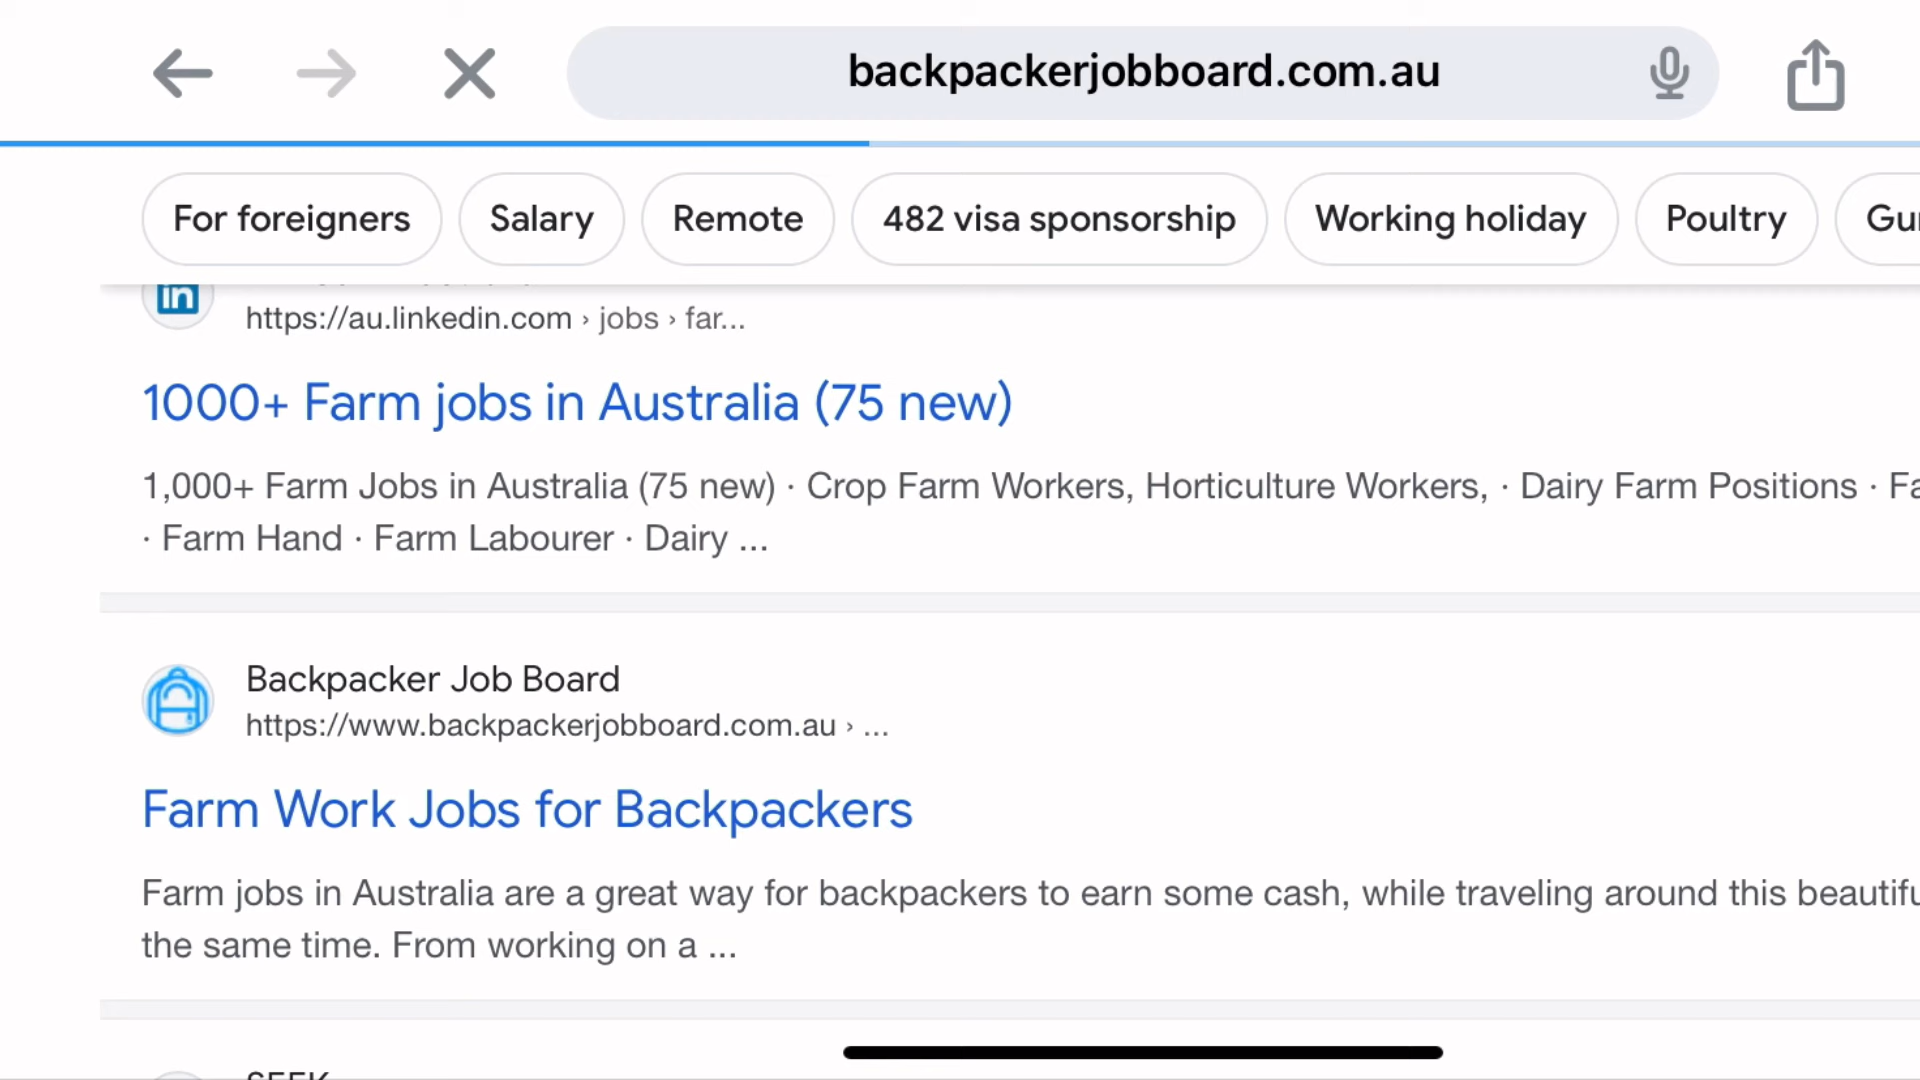 backpackerjobboard.com.au
For foreigners Salary Remote 482 visa sponsorship Working holiday Poultry
in
https://au.linkedin.com › jobs › far...
1000+ Farm jobs in Australia (75 new)
1,000+ Farm Jobs in Australia (75 new) · Crop Farm Workers, Horticulture Workers, · Dairy Farm Positions ·
· Farm Hand · Farm Labourer · Dairy ...
Backpacker Job Board
https://www.backpackerjobboard.com.au › ...
Farm Work Jobs for Backpackers
Farm jobs in Australia are a great way for backpackers to earn some cash, while traveling around this
the same time. From working on a ...
SEEK